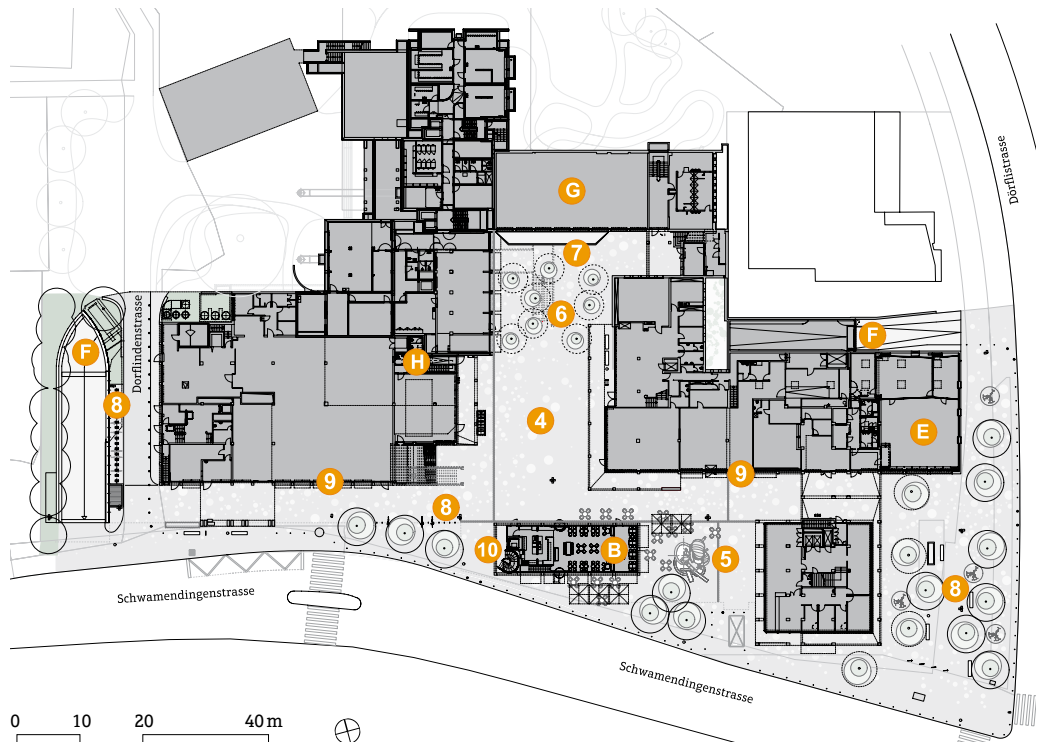 Dörflistrasse
G
7
6
Dorflindenstrasse
F
F
H
8
4
E
9
9
8
10
B
5
8
Schwamendingenstrasse
Schwamendingenstrasse
0 10 20 40 m